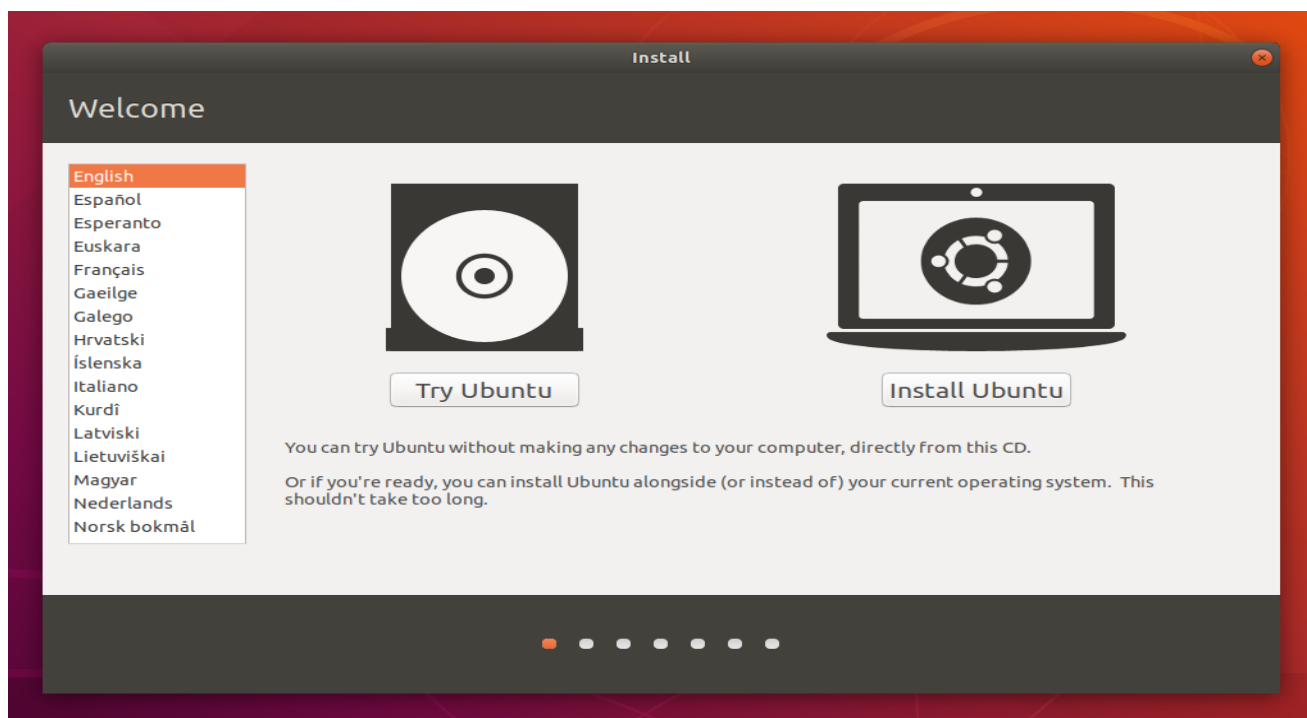 Install
Welcome
English
Español
Esperanto
Euskara
Français
Gaeilge
Galego
Hrvatski
Íslenska
Italiano
Kurdî
Latviski
Lietuviškai
Magyar
Nederlands
Norsk bokmål
Try Ubuntu
Install Ubuntu
You can try Ubuntu without making any changes to your computer, directly from this CD.
Or if you're ready, you can install Ubuntu alongside (or instead of) your current operating system. This
shouldn't take too long.